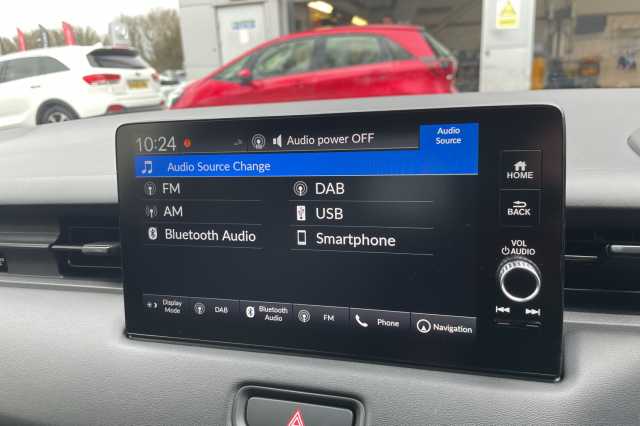 10:24
Audio power OFF
Audio
Source
Audio Source Change
FM
DAB
AM
USB
Bluetooth Audio
Smartphone
HOME
BACK
VOL
AUDIO
Display
Mode
DAB
Bluetooth
Audio
FM
Phone
Navigation